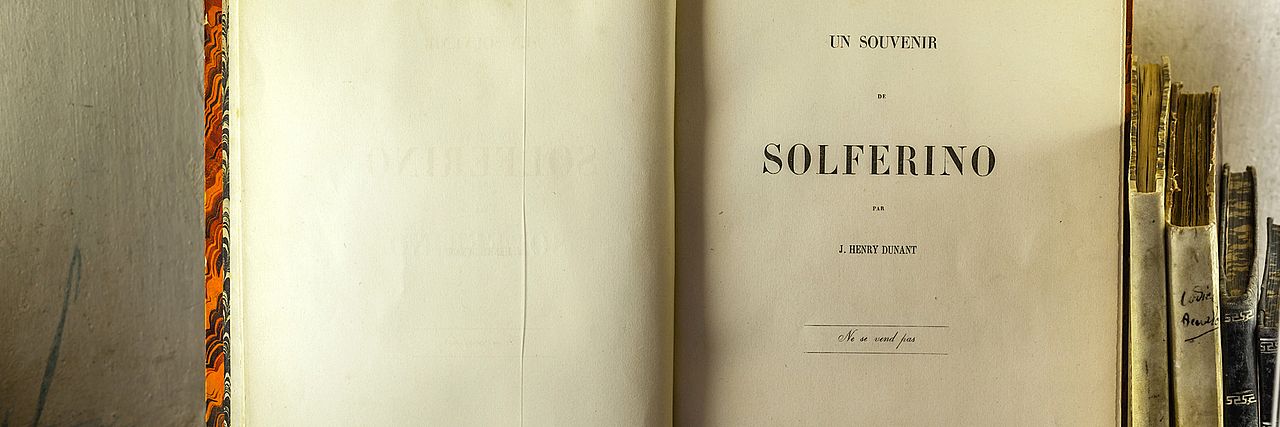 UN SOUVENIR
DE
SOLFERINO
PAR
J. HENRY DUNANT
Ne se vend pas